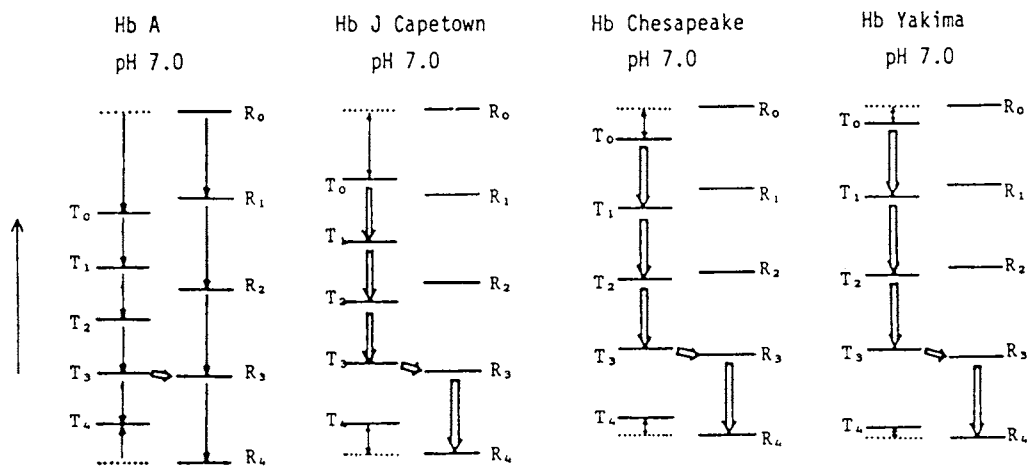 Hb A
pH 7.0
Hb J Capetown
pH 7.0
Hb Chesapeake
pH 7.0
Hb Yakima
pH 7.0
T₀
T₁
T₂
T₃
T₄
R₀
R₁
R₂
R₃
R₄
T₀
T₁
T₂
T₃
T₄
R₀
R₁
R₂
R₃
R₄
T₀
T₁
T₂
T₃
T₄
R₀
R₁
R₂
R₃
R₄
T₀
T₁
T₂
T₃
T₄
R₀
R₁
R₂
R₃
R₄